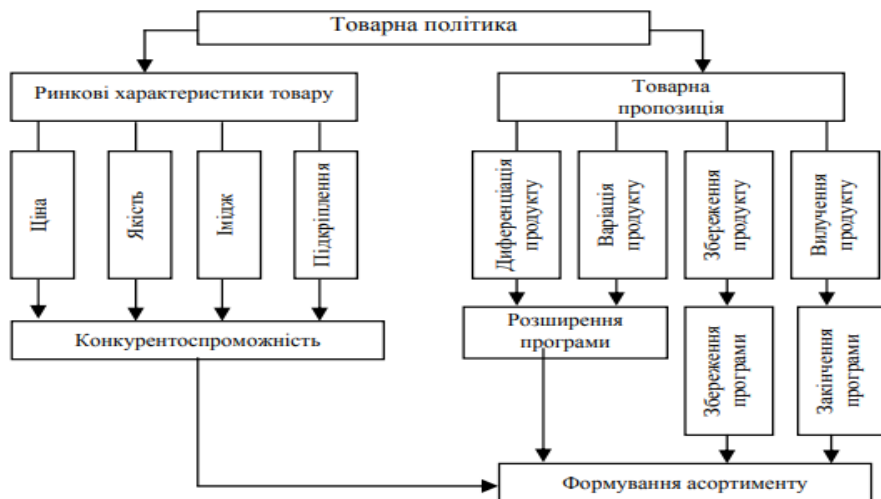 Товарна політика
Ринкові характеристики товару
Товарна
пропозиція
Ціна
Якість
Імідж
Підкріплення
Диференціація
продукту
Варіація
продукту
Збереження
продукту
Вилучення
продукту
Конкурентоспроможність
Розширення
програми
Збереження
програми
Закінчення
програми
Формування асортименту